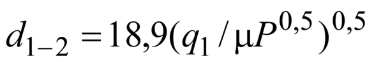 d₁₋₂ = 18,9(q₁ / μP^0,5)^0,5